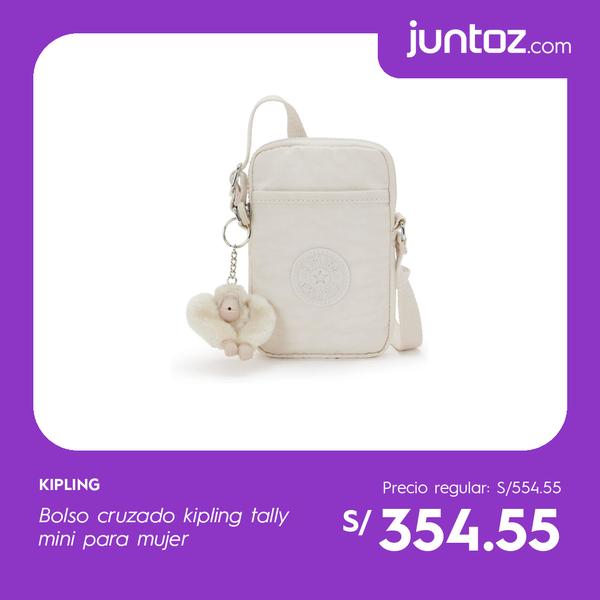 juntoz.com
KIPLING
Bolso cruzado kipling tally
mini para mujer
Precio regular: S/554.55
S/ 354.55